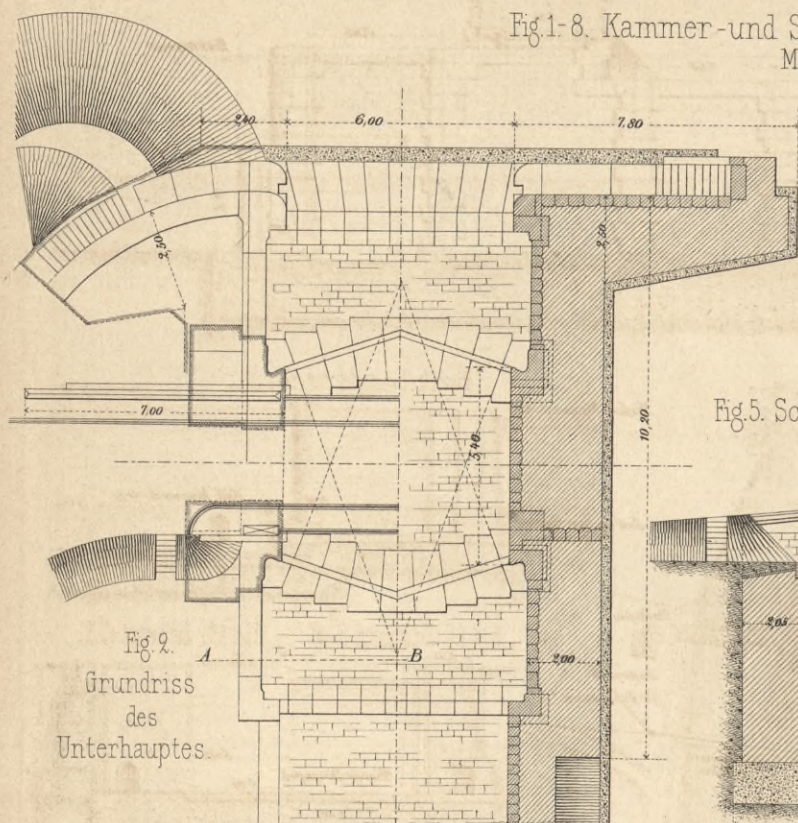 Fig. 1-8. Kammer- und S
M
2,40
6,00
7,80
2,50
2,50
7,00
5,40
10,20
Fig. 5. Sc
2,05
Fig. 2.
A
B
2,00
Grundriss
des
Unterhauptes.